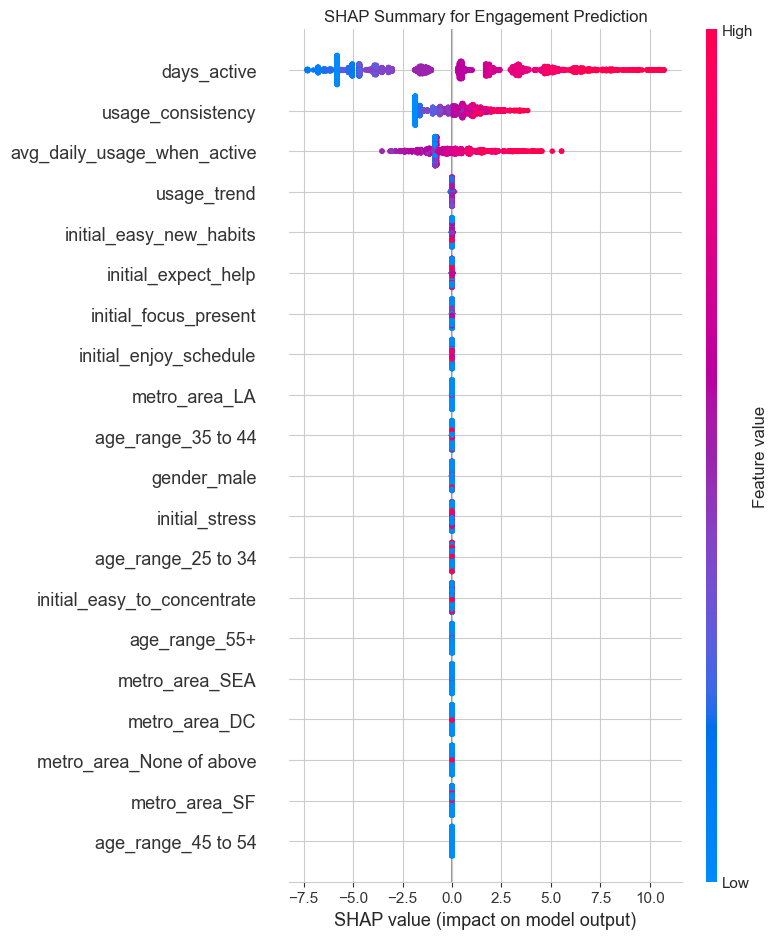 SHAP Summary for Engagement Prediction
High
days_active
usage_consistency
avg_daily_usage_when_active
usage_trend
initial_easy_new_habits
initial_expect_help
initial_focus_present
initial_enjoy_schedule
metro_area_LA
age_range_35 to 44
gender_male
initial_stress
age_range_25 to 34
initial_easy_to_concentrate
age_range_55+
metro_area_SEA
metro_area_DC
metro_area_None of above
metro_area_SF
age_range_45 to 54
Feature value
Low
−7.5 −5.0 −2.5 0.0 2.5 5.0 7.5 10.0
SHAP value (impact on model output)